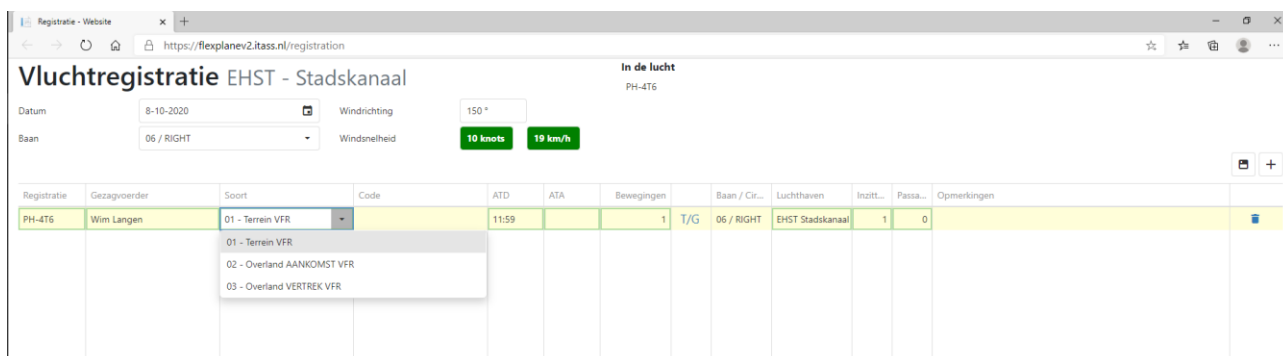 Registratie - Website
https://flexplanev2.itass.nl/registration
Vluchtregistratie EHST - Stadskanaal
In de lucht
PH-4T6
Datum 8-10-2020 Windrichting 150 °
Baan 06 / RIGHT Windsnelheid 10 knots 19 km/h
Registratie Gezagvoerder Soort Code ATD ATA Bewegingen Baan / Cir... Luchthaven Inzitt... Passa... Opmerkingen
PH-4T6 Wim Langen 01 - Terrein VFR 11:59 1 T/G 06 / RIGHT EHST Stadskanaal 1 0
01 - Terrein VFR
02 - Overland AANKOMST VFR
03 - Overland VERTREK VFR